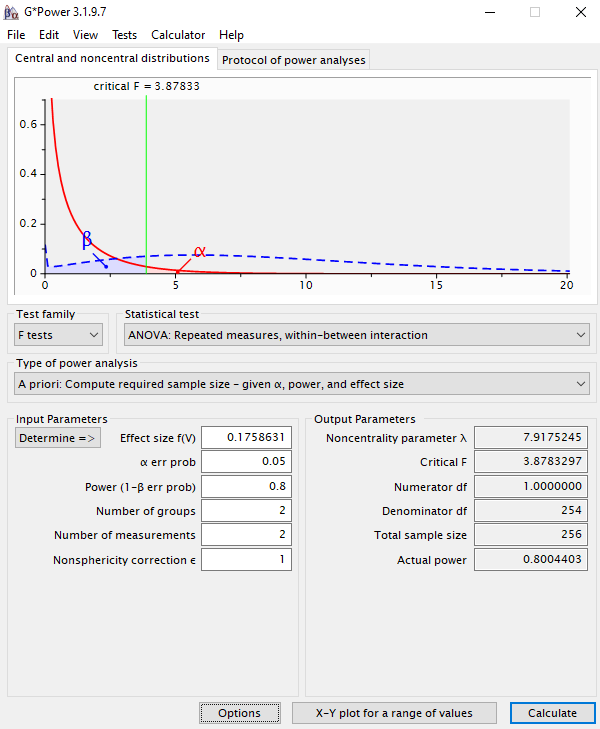 G*Power 3.1.9.7
File Edit View Tests Calculator Help
Central and noncentral distributions Protocol of power analyses
critical F = 3.87833
0.6
0.4
0.2
0
β
α
0 5 10 15 20
Test family Statistical test
F tests ANOVA: Repeated measures, within-between interaction
Type of power analysis
A priori: Compute required sample size – given α, power, and effect size
Input Parameters Output Parameters
Determine => Effect size f(V) 0.1758631 Noncentrality parameter λ 7.9175245
α err prob 0.05 Critical F 3.8783297
Power (1-β err prob) 0.8 Numerator df 1.0000000
Number of groups 2 Denominator df 254
Number of measurements 2 Total sample size 256
Nonsphericity correction ϵ 1 Actual power 0.8004403
Options X-Y plot for a range of values Calculate